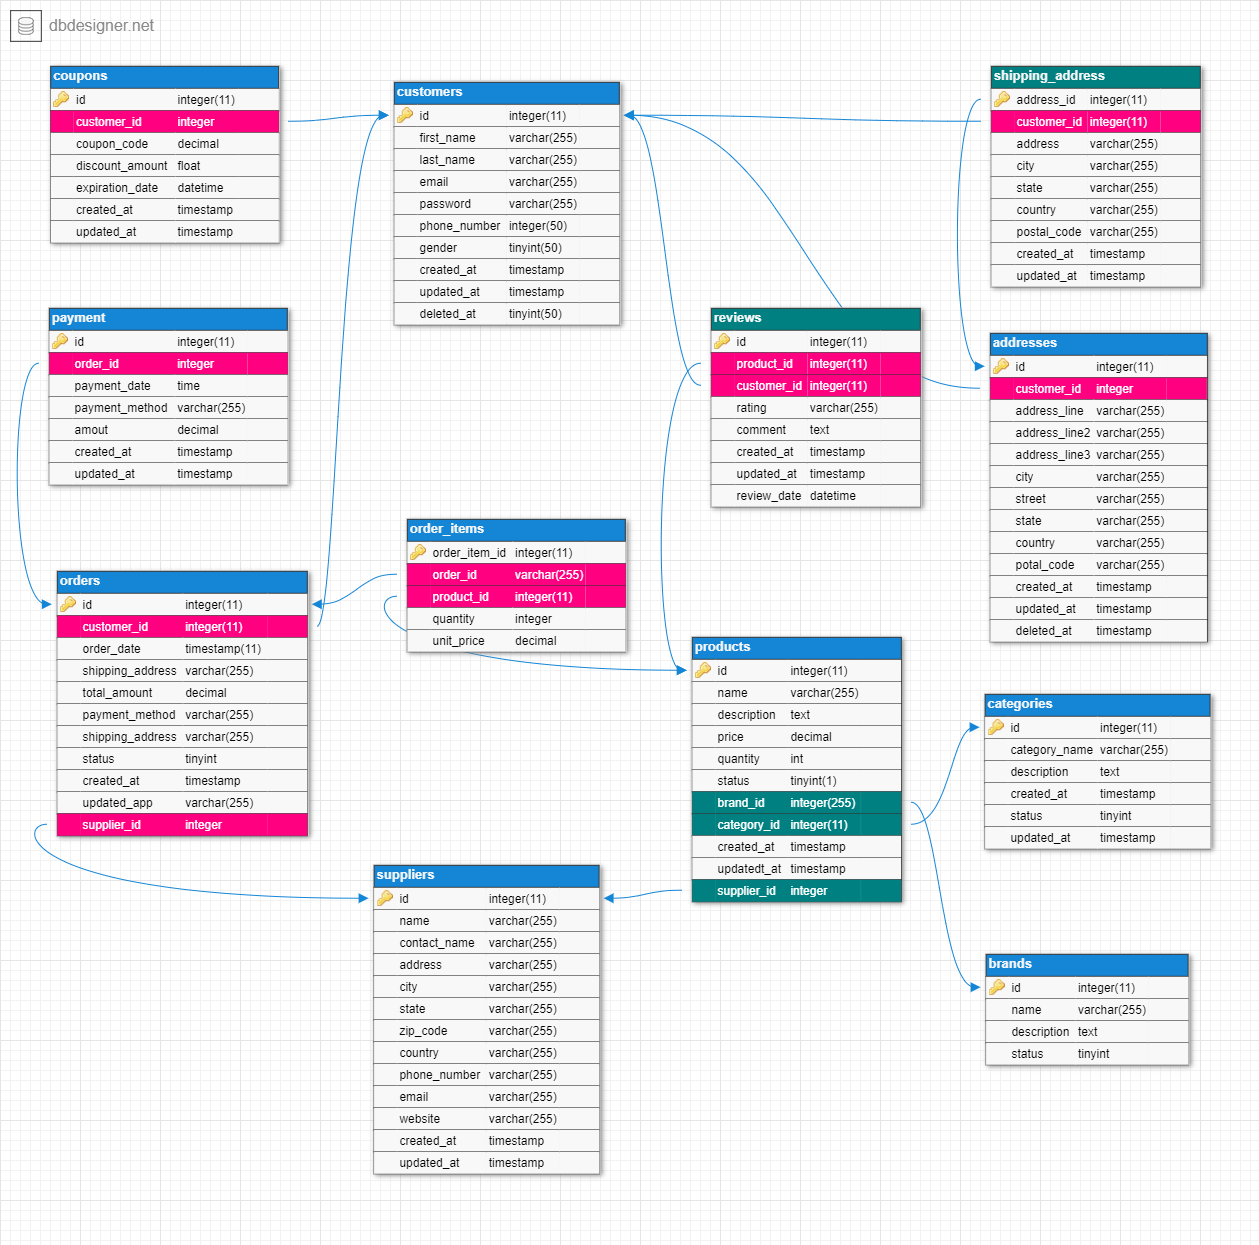 dbdesigner.net
coupons
id integer(11)
customer_id integer
coupon_code decimal
discount_amount float
expiration_date datetime
created_at timestamp
updated_at timestamp
customers
id integer(11)
first_name varchar(255)
last_name varchar(255)
email varchar(255)
password varchar(255)
phone_number integer(50)
gender tinyint(50)
created_at timestamp
updated_at timestamp
deleted_at tinyint(50)
shipping_address
address_id integer(11)
customer_id integer(11)
address varchar(255)
city varchar(255)
state varchar(255)
country varchar(255)
postal_code varchar(255)
created_at timestamp
updated_at timestamp
payment
id integer(11)
order_id integer
payment_date time
payment_method varchar(255)
amout decimal
created_at timestamp
updated_at timestamp
reviews
id integer(11)
product_id integer(11)
customer_id integer(11)
rating varchar(255)
comment text
created_at timestamp
updated_at timestamp
review_date datetime
addresses
id integer(11)
customer_id integer
address_line varchar(255)
address_line2 varchar(255)
address_line3 varchar(255)
city varchar(255)
street varchar(255)
state varchar(255)
country varchar(255)
potal_code varchar(255)
created_at timestamp
updated_at timestamp
deleted_at timestamp
order_items
order_item_id integer(11)
order_id varchar(255)
product_id integer(11)
quantity integer
unit_price decimal
orders
id integer(11)
customer_id integer(11)
order_date timestamp(11)
shipping_address varchar(255)
total_amount decimal
payment_method varchar(255)
shipping_address varchar(255)
status tinyint
created_at timestamp
updated_app varchar(255)
supplier_id integer
products
id integer(11)
name varchar(255)
description text
price decimal
quantity int
status tinyint(1)
brand_id integer(255)
category_id integer(11)
created_at timestamp
updatedt_at timestamp
supplier_id integer
categories
id integer(11)
category_name varchar(255)
description text
created_at timestamp
status tinyint
updated_at timestamp
suppliers
id integer(11)
name varchar(255)
contact_name varchar(255)
address varchar(255)
city varchar(255)
state varchar(255)
zip_code varchar(255)
country varchar(255)
phone_number varchar(255)
email varchar(255)
website varchar(255)
created_at timestamp
updated_at timestamp
brands
id integer(11)
name varchar(255)
description text
status tinyint